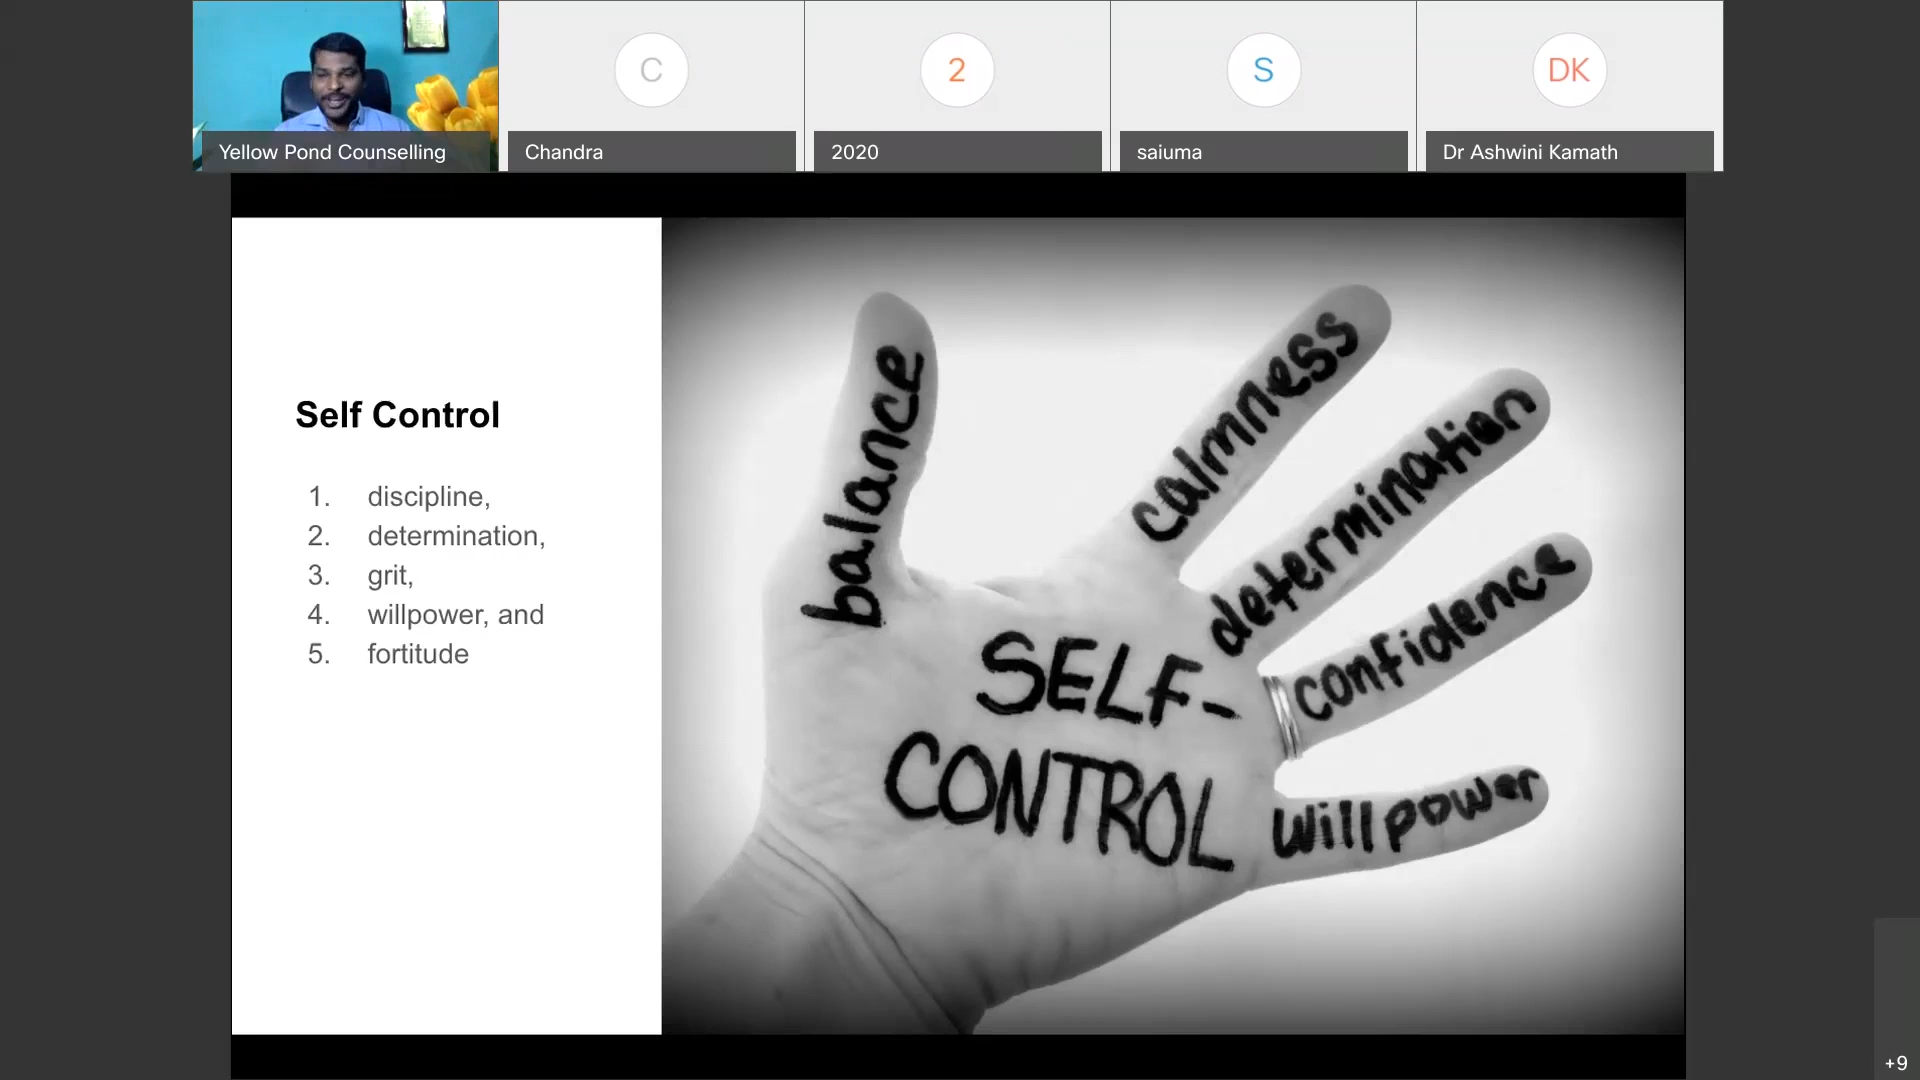 C
2
S
DK
Yellow Pond Counselling
Chandra
2020
saiuma
Dr Ashwini Kamath
Self Control
1. discipline,
2. determination,
3. grit,
4. willpower, and
5. fortitude
balance
calmness
determination
confidence
willpower
SELF-
CONTROL
+9